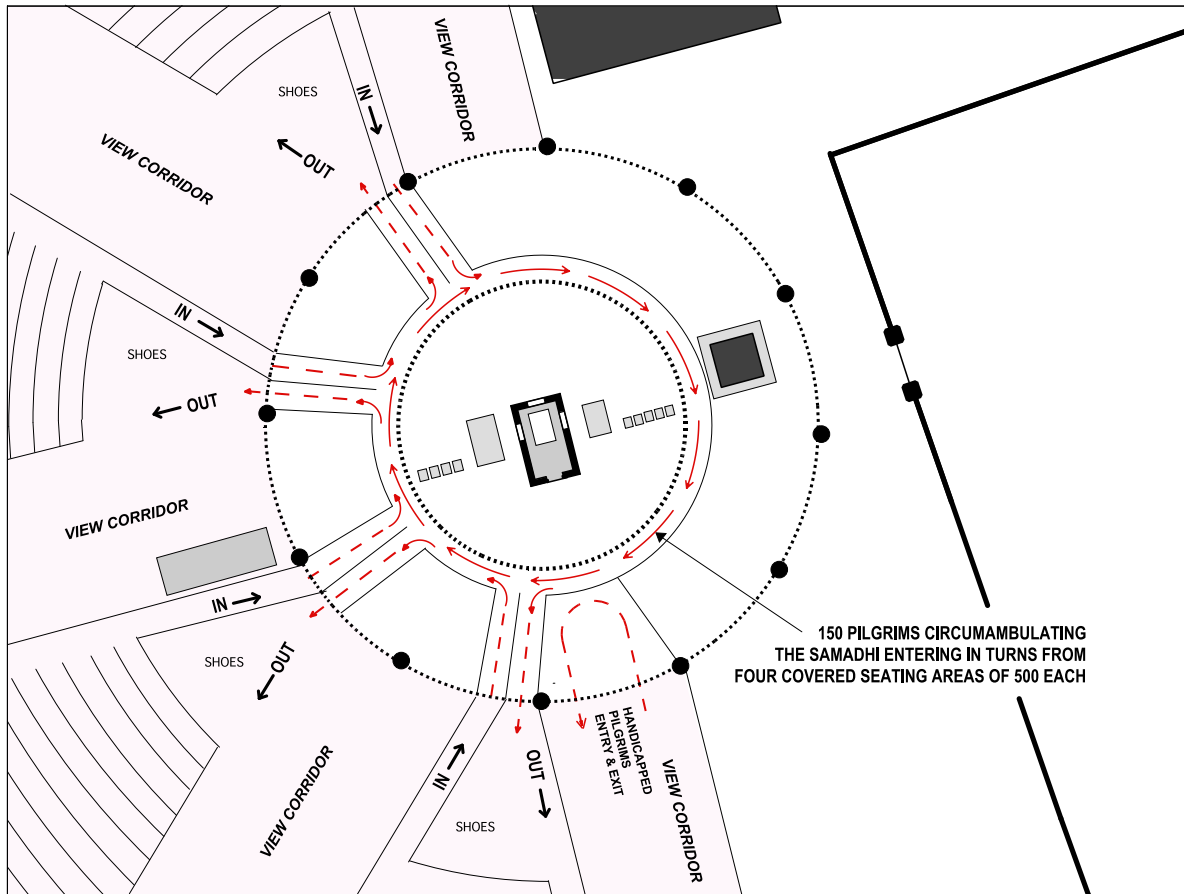 VIEW CORRIDOR
SHOES
IN
VIEW CORRIDOR
OUT
IN
SHOES
OUT
VIEW CORRIDOR
IN
SHOES
OUT
150 PILGRIMS CIRCUMAMBULATING
THE SAMADHI ENTERING IN TURNS FROM
FOUR COVERED SEATING AREAS OF 500 EACH
HANDICAPPED
PILGRIMS
ENTRY & EXIT
VIEW CORRIDOR
VIEW CORRIDOR
IN
OUT
SHOES